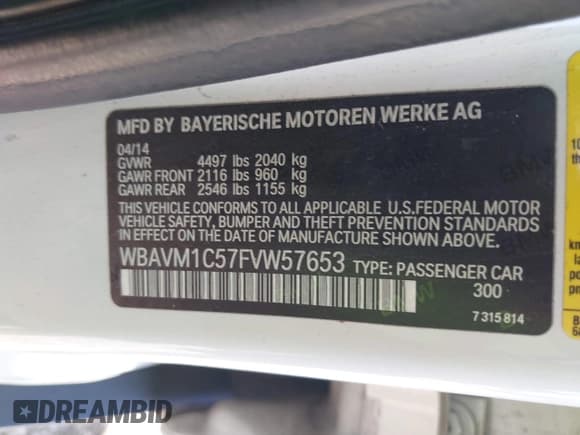 MFD BY BAYERISCHE MOTOREN WERKE AG
04/14
GVWR 4497 lbs 2040 kg
GAWR FRONT 2116 lbs 960 kg
GAWR REAR 2546 lbs 1155 kg
THIS VEHICLE CONFORMS TO ALL APPLICABLE U.S.FEDERAL MOTOR
VEHICLE SAFETY, BUMPER AND THEFT PREVENTION STANDARDS
IN EFFECT ON THE DATE OF MANUFACTURE SHOWN ABOVE.
WBAVM1C57FVW57653 TYPE: PASSENGER CAR
300
7 315 814
DREAMBID